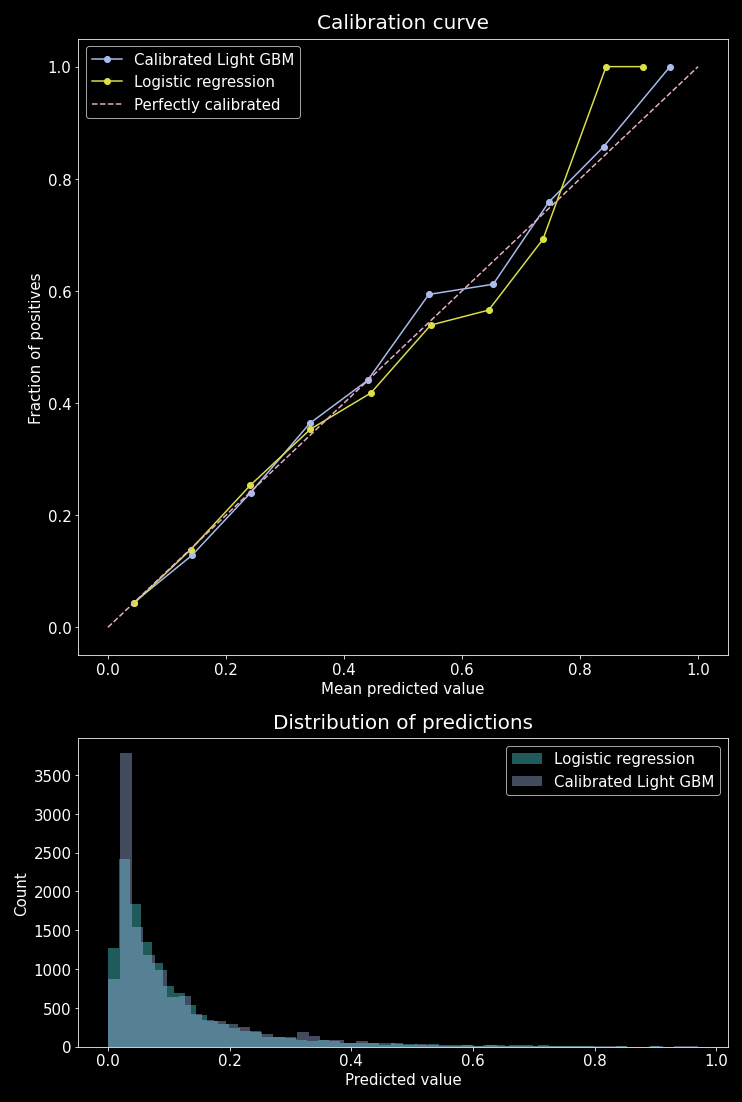 Calibration curve
Calibrated Light GBM
Logistic regression
Perfectly calibrated
1.0
0.8
0.6
0.4
0.2
0.0
Fraction of positives
0.0 0.2 0.4 0.6 0.8 1.0
Mean predicted value
Distribution of predictions
Logistic regression
Calibrated Light GBM
3500
3000
2500
2000
1500
1000
500
0
Count
0.0 0.2 0.4 0.6 0.8 1.0
Predicted value